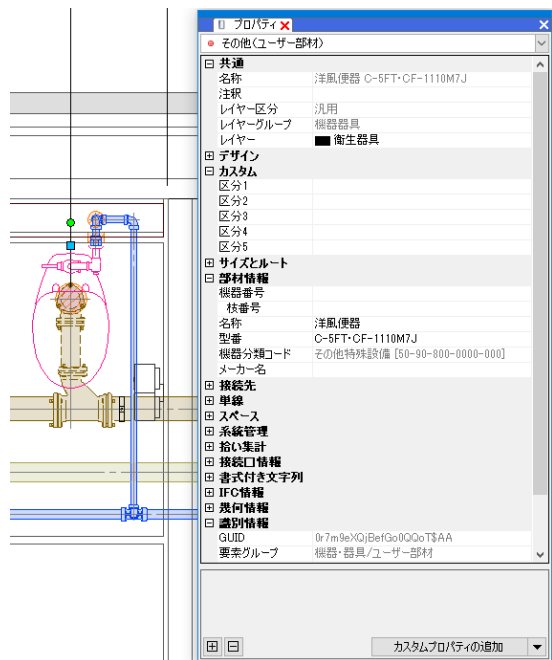 プロパティ
その他(ユーザー部材)
共通
名称 洋風便器 C-5FT･CF-1110M7J
注釈
レイヤー区分 汎用
レイヤーグループ 機器器具
レイヤー 衛生器具
デザイン
カスタム
区分1
区分2
区分3
区分4
区分5
サイズとルート
部材情報
機器番号
枝番号
名称 洋風便器
型番 C-5FT･CF-1110M7J
機器分類コード その他特殊設備 [50-90-800-0000-000]
メーカー名
接続先
単線
スペース
系統管理
拾い集計
接続口情報
書式付き文字列
IFC情報
幾何情報
識別情報
GUID 0r7m9eXQjBefGo0QQoT$AA
要素グループ 機器･器具/ユーザー部材
カスタムプロパティの追加